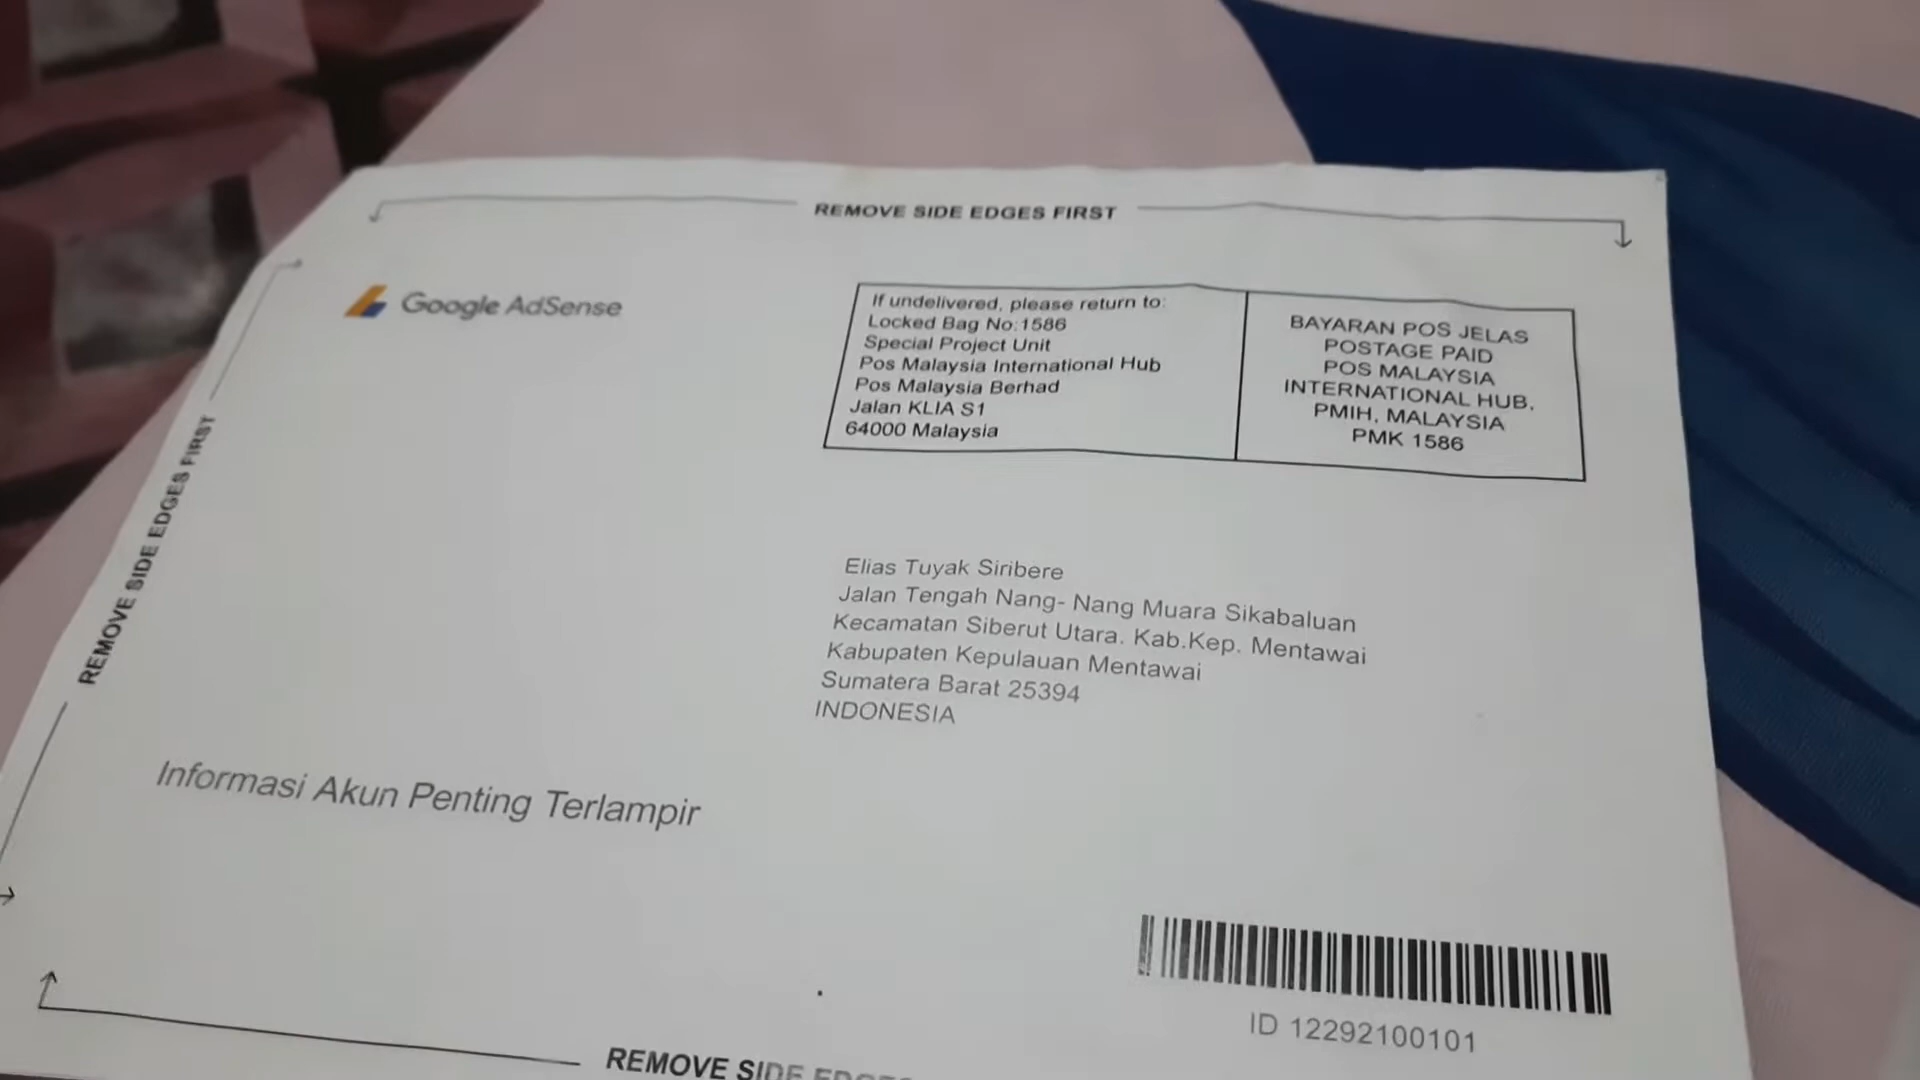 REMOVE SIDE EDGES FIRST
Google AdSense
If undelivered, please return to:
Locked Bag No:1586
Special Project Unit
Pos Malaysia International Hub
Pos Malaysia Berhad
Jalan KLIA S1
64000 Malaysia
BAYARAN POS JELAS
POSTAGE PAID
POS MALAYSIA
INTERNATIONAL HUB,
PMIH, MALAYSIA
PMK 1586
REMOVE SIDE EDGES FIRST
Elias Tuyak Siribere
Jalan Tengah Nang- Nang Muara Sikabaluan
Kecamatan Siberut Utara. Kab.Kep. Mentawai
Kabupaten Kepulauan Mentawai
Sumatera Barat 25394
INDONESIA
Informasi Akun Penting Terlampir
ID 12292100101
REMOVE SIDE